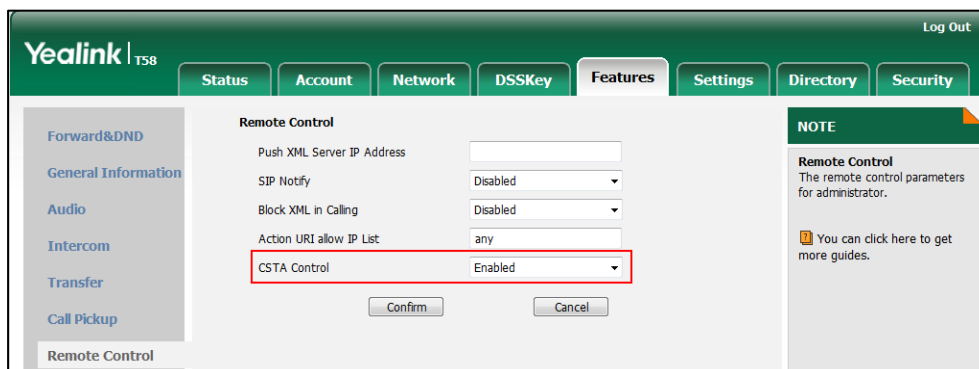 Log Out
Yealink T58
Status Account Network DSSKey Features Settings Directory Security
Forward&DND
General Information
Audio
Intercom
Transfer
Call Pickup
Remote Control
Remote Control
Push XML Server IP Address
SIP Notify Disabled
Block XML in Calling Disabled
Action URI allow IP List any
CSTA Control Enabled
Confirm Cancel
NOTE
Remote Control
The remote control parameters
for administrator.
? You can click here to get
more guides.